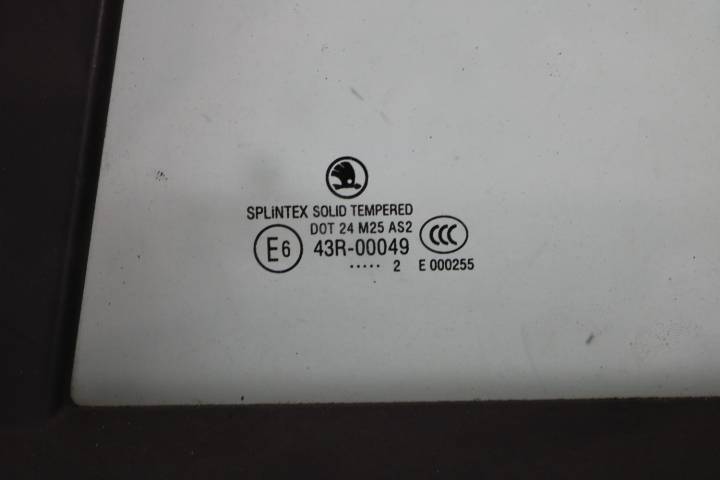 SPLiNTEX SOLID TEMPERED
DOT 24 M25 AS2
E6 43R-00049 CCC
····· 2 E 000255